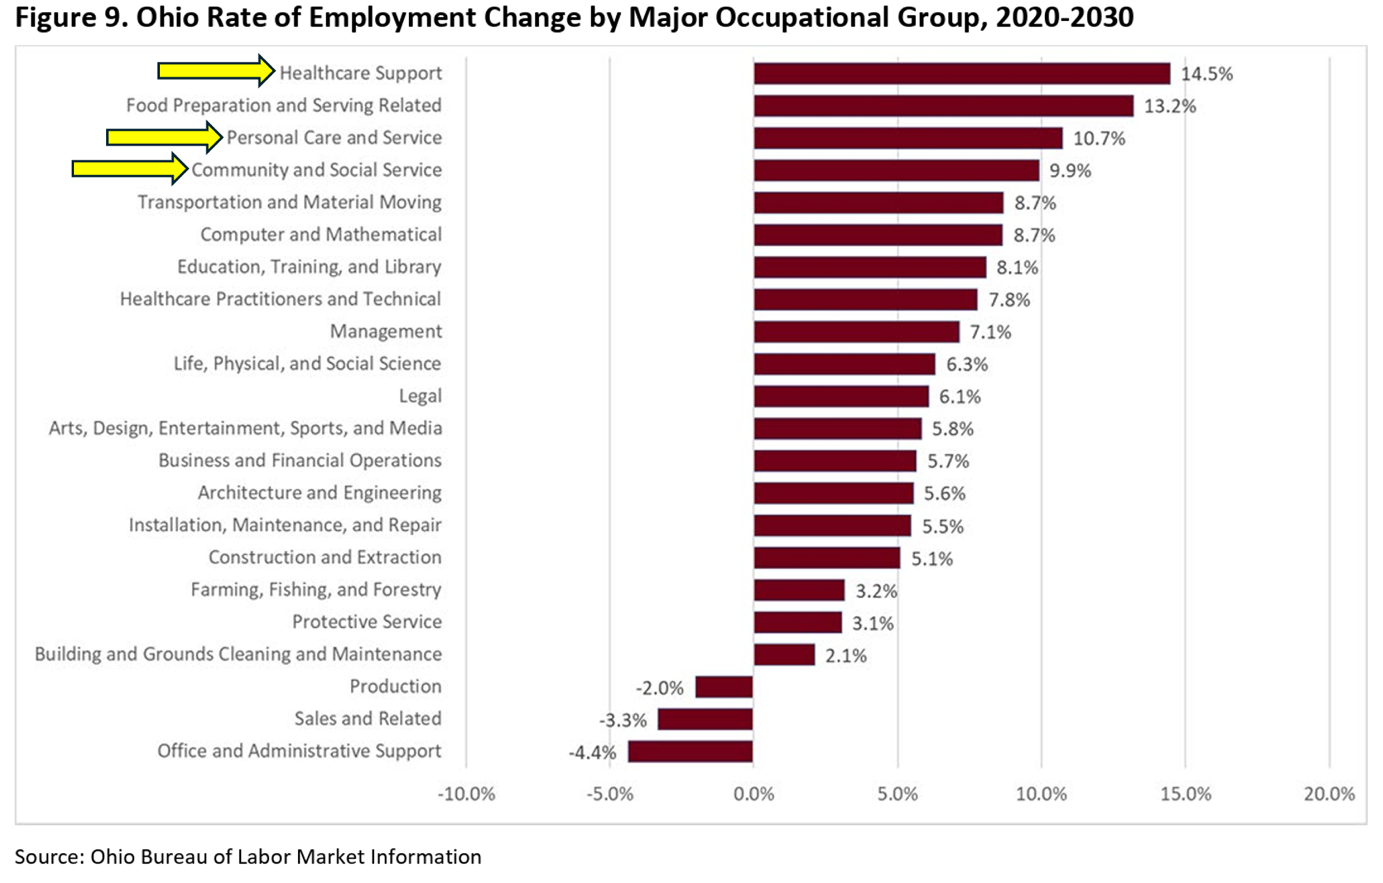 Figure 9. Ohio Rate of Employment Change by Major Occupational Group, 2020-2030
Healthcare Support 14.5%
Food Preparation and Serving Related 13.2%
Personal Care and Service 10.7%
Community and Social Service 9.9%
Transportation and Material Moving 8.7%
Computer and Mathematical 8.7%
Education, Training, and Library 8.1%
Healthcare Practitioners and Technical 7.8%
Management 7.1%
Life, Physical, and Social Science 6.3%
Legal 6.1%
Arts, Design, Entertainment, Sports, and Media 5.8%
Business and Financial Operations 5.7%
Architecture and Engineering 5.6%
Installation, Maintenance, and Repair 5.5%
Construction and Extraction 5.1%
Farming, Fishing, and Forestry 3.2%
Protective Service 3.1%
Building and Grounds Cleaning and Maintenance 2.1%
Production -2.0%
Sales and Related -3.3%
Office and Administrative Support -4.4%
-10.0% -5.0% 0.0% 5.0% 10.0% 15.0% 20.0%
Source: Ohio Bureau of Labor Market Information